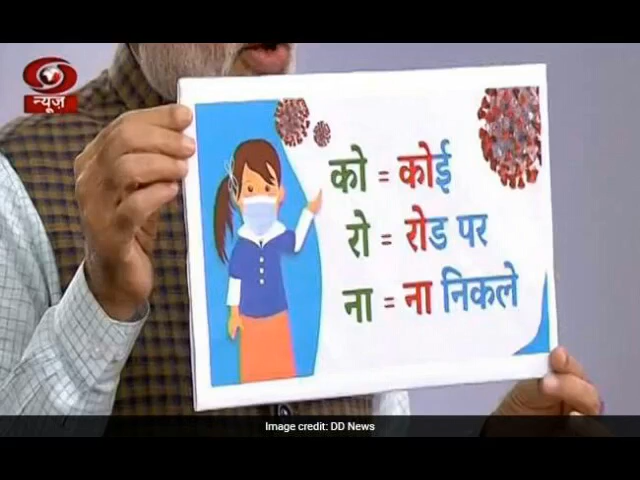 न्यूज़
को = कोई
रो = रोड पर
ना = ना निकले
Image credit: DD News